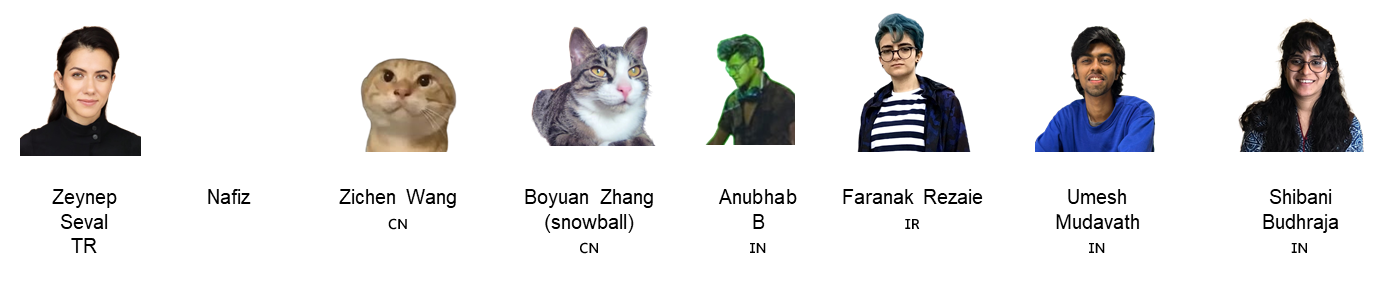 Zeynep
Seval
TR
Nafiz
Zichen Wang
CN
Boyuan Zhang
(snowball)
CN
Anubhab
B
IN
Faranak Rezaie
IR
Umesh
Mudavath
IN
Shibani
Budhraja
IN